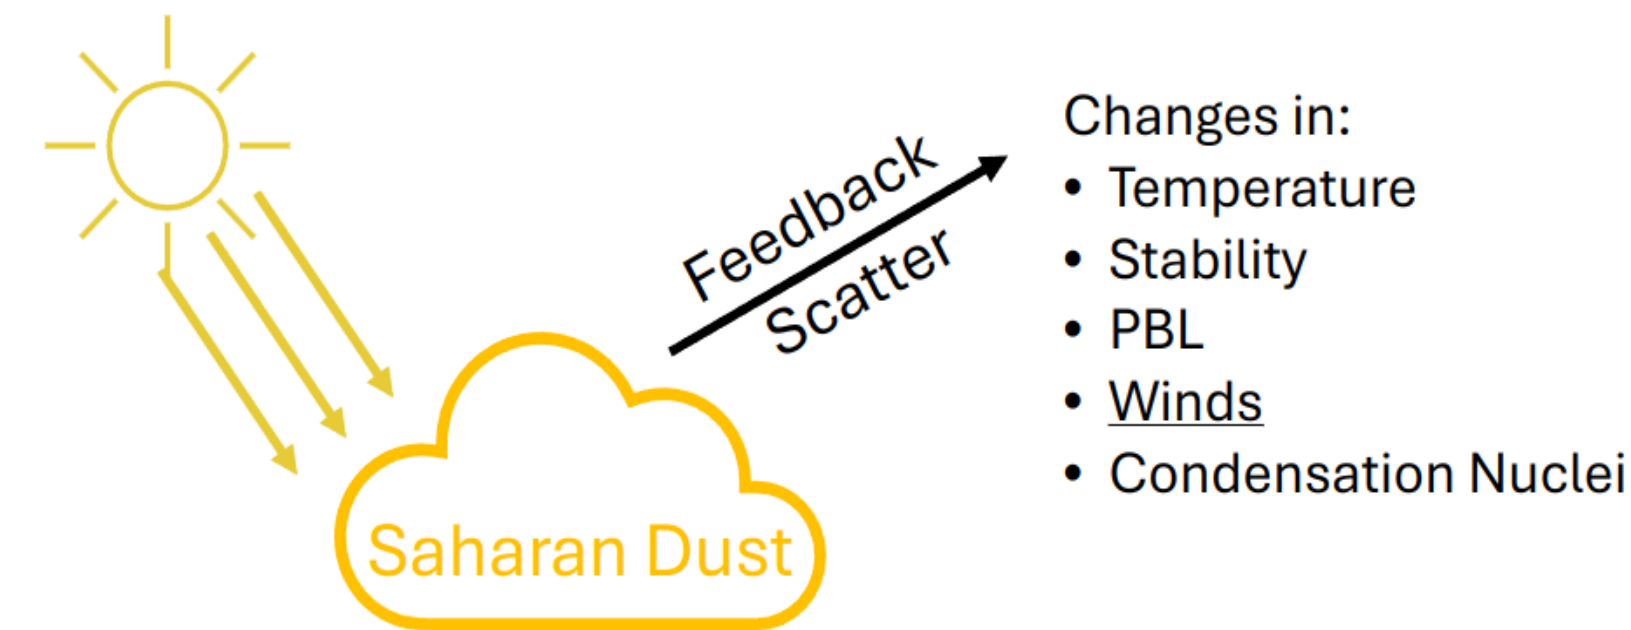 Feedback
Scatter
Saharan Dust
Changes in:
• Temperature
• Stability
• PBL
• Winds
• Condensation Nuclei